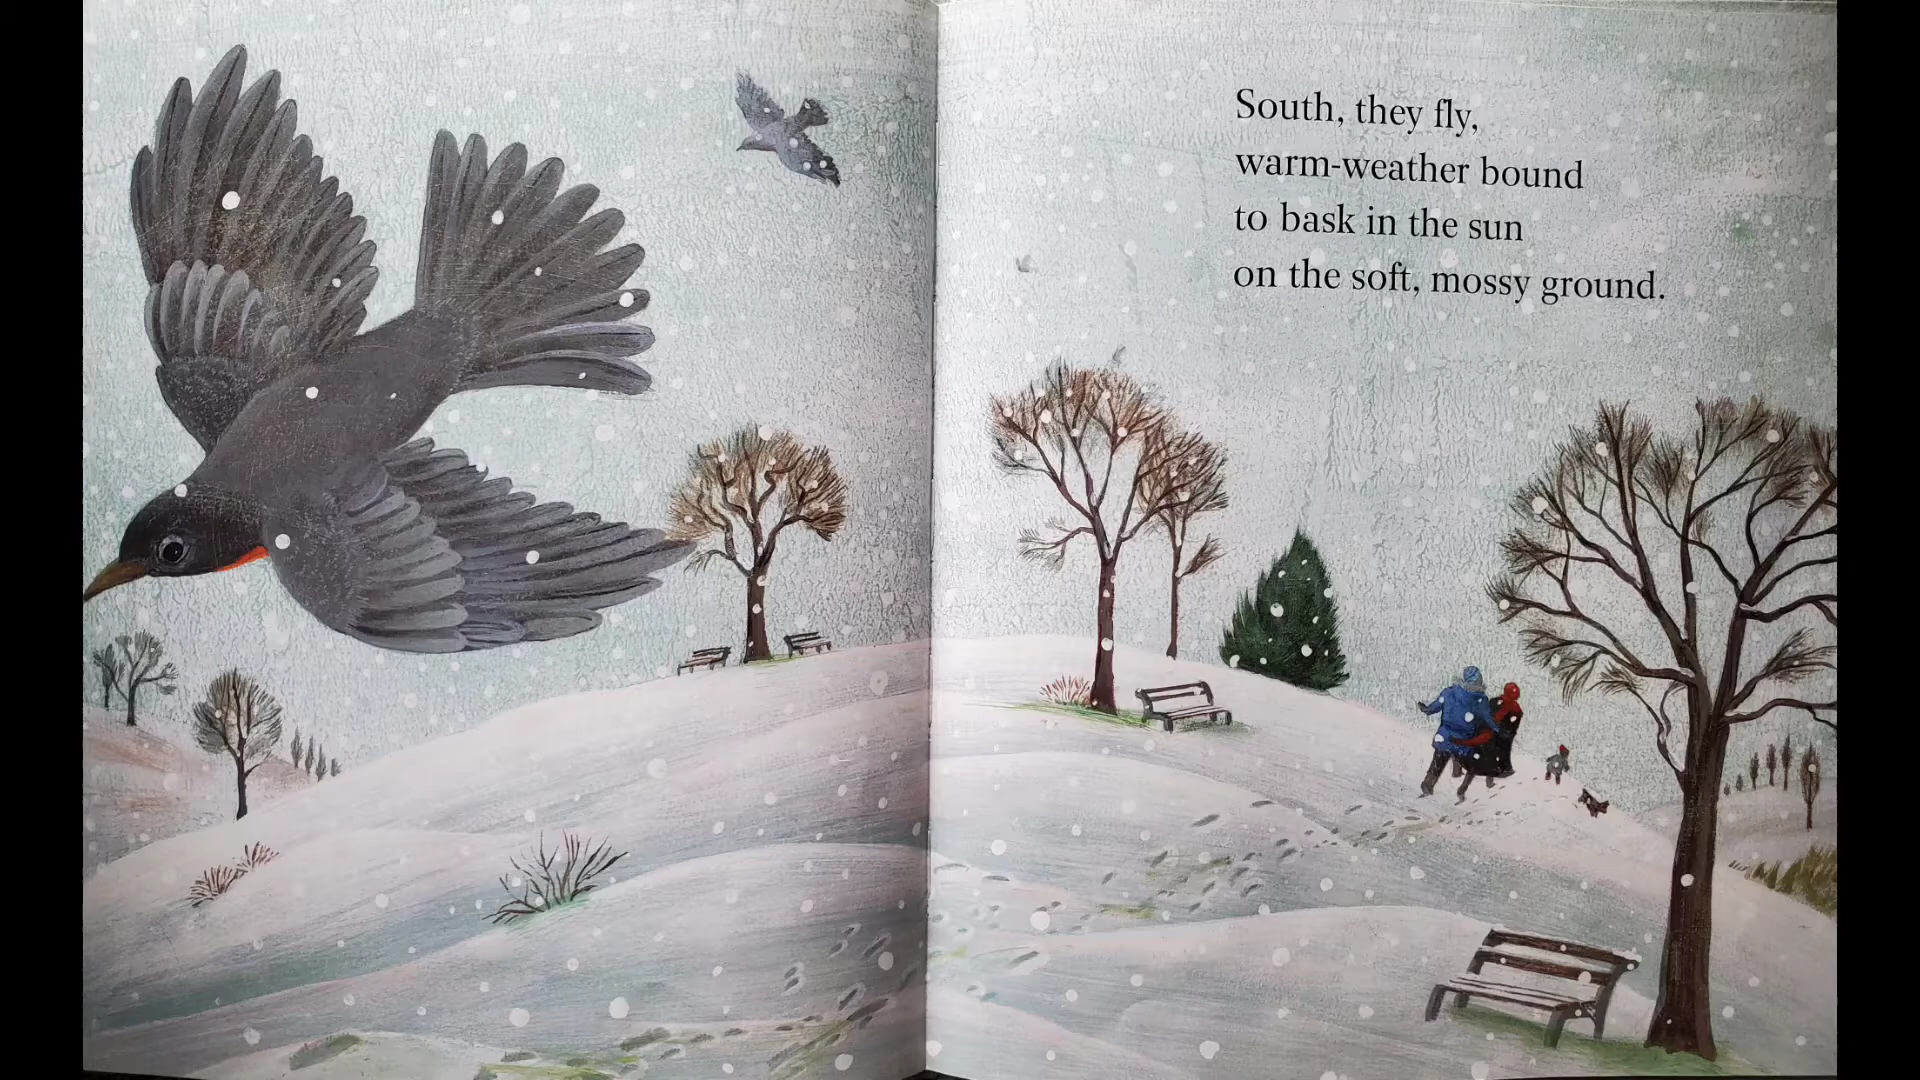 South, they fly,
warm-weather bound
to bask in the sun
on the soft, mossy ground.